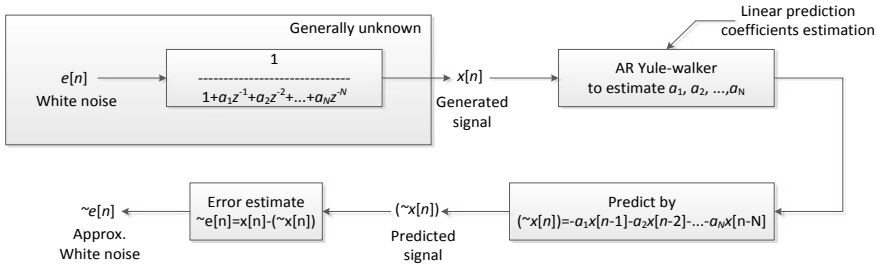 Generally unknown
Linear prediction
coefficients estimation
e[n]
White noise
1
------------------------------
1+a1z-1+a2z-2+...+aNz-N
x[n]
Generated
signal
AR Yule-walker
to estimate a1, a2, ...,aN
~e[n]
Approx.
White noise
Error estimate
~e[n]=x[n]-(~x[n])
(~x[n])
Predicted
signal
Predict by
(~x[n])=-a1x[n-1]-a2x[n-2]-...-aNx[n-N]